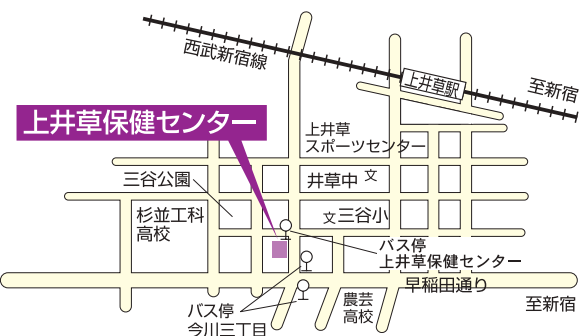 西武新宿線
上井草駅
至新宿
上井草保健センター
上井草
スポーツセンター
三谷公園
井草中
文
杉並工科
高校
文
三谷小
バス停
上井草保健センター
早稲田通り
バス停
今川三丁目
農芸
高校
至新宿